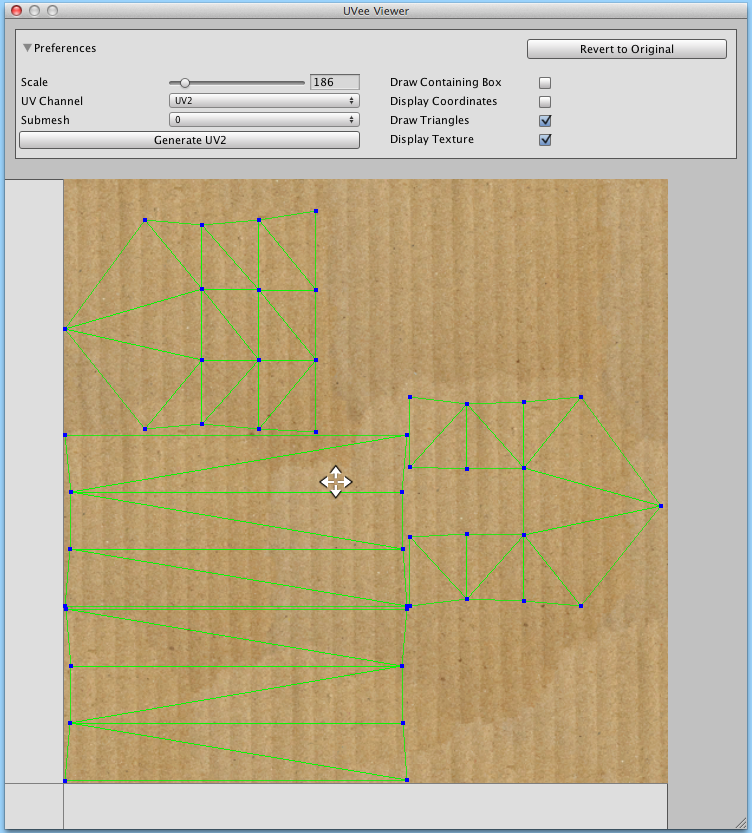 UVee Viewer
Preferences
Revert to Original
Scale 186
UV Channel UV2
Submesh 0
Generate UV2
Draw Containing Box
Display Coordinates
Draw Triangles
Display Texture